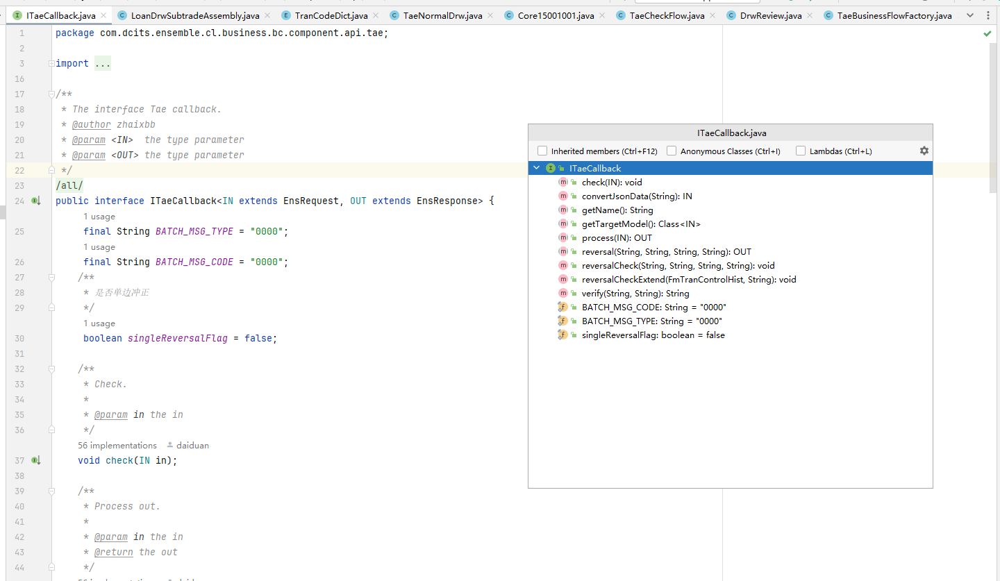 ITaeCallback.java LoanDrwSubtradeAssembly.java TranCodeDict.java TaeNormalDrw.java Core15001001.java TaeCheckFlow.java DrwReview.java TaeBusinessFlowFactory.java
1 package com.dcits.ensemble.cl.business.bc.component.api.tae;
2
3 import ...
16
17 /**
18 * The interface Tae callback.
19 * @author zhaixbb
20 * @param <IN>  the type parameter
21 * @param <OUT> the type parameter
22 */
23 /all/
24 public interface ITaeCallback<IN extends EnsRequest, OUT extends EnsResponse> {
1 usage
25 final String BATCH_MSG_TYPE = "0000";
1 usage
26 final String BATCH_MSG_CODE = "0000";
27 /**
28 * 是否单边冲正
29 */
1 usage
30 boolean singleReversalFlag = false;
31
32 /**
33 * Check.
34 *
35 * @param in the in
36 */
56 implementations daiduan
37 void check(IN in);
38
39 /**
40 * Process out.
41 *
42 * @param in the in
43 * @return the out
44 */
ITaeCallback.java
Inherited members (Ctrl+F12) Anonymous Classes (Ctrl+I) Lambdas (Ctrl+L)
I ITaeCallback
m check(IN): void
m convertJsonData(String): IN
m getName(): String
m getTargetModel(): Class<IN>
m process(IN): OUT
m reversal(String, String, String, String): OUT
m reversalCheck(String, String, String, String): void
m reversalCheckExtend(FmTranControlHist, String): void
m verify(String, String): String
f BATCH_MSG_CODE: String = "0000"
f BATCH_MSG_TYPE: String = "0000"
f singleReversalFlag: boolean = false